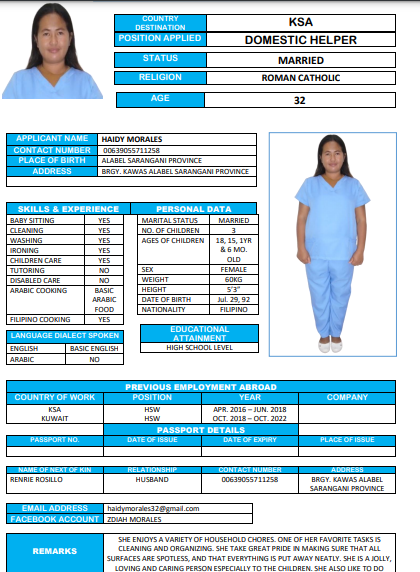 COUNTRY DESTINATION KSA
POSITION APPLIED DOMESTIC HELPER
STATUS MARRIED
RELIGION ROMAN CATHOLIC
AGE 32
APPLICANT NAME HAIDY MORALES
CONTACT NUMBER 00639055711258
PLACE OF BIRTH ALABEL SARANGANI PROVINCE
ADDRESS BRGY. KAWAS ALABEL SARANGANI PROVINCE
SKILLS & EXPERIENCE
BABY SITTING YES
CLEANING YES
WASHING YES
IRONING YES
CHILDREN CARE YES
TUTORING NO
DISABLED CARE NO
ARABIC COOKING BASIC
ARABIC
FOOD
FILIPINO COOKING YES
LANGUAGE DIALECT SPOKEN
ENGLISH BASIC ENGLISH
ARABIC NO
PERSONAL DATA
MARITAL STATUS MARRIED
NO. OF CHILDREN 3
AGES OF CHILDREN 18, 15, 1YR
& 6 MO.
OLD
SEX FEMALE
WEIGHT 60KG
HEIGHT 5'3"
DATE OF BIRTH Jul. 29, 92
NATIONALITY FILIPINO
EDUCATIONAL
ATTAINMENT
HIGH SCHOOL LEVEL
PREVIOUS EMPLOYMENT ABROAD
COUNTRY OF WORK POSITION YEAR COMPANY
KSA HSW APR. 2016 – JUN. 2018
KUWAIT HSW OCT. 2018 – OCT. 2022
PASSPORT DETAILS
PASSPORT NO. DATE OF ISSUE DATE OF EXPIRY PLACE OF ISSUE
NAME OF NEXT OF KIN RELATIONSHIP CONTACT NUMBER ADDRESS
RENRIE ROSILLO HUSBAND 00639055711258 BRGY. KAWAS ALABEL
SARANGANI PROVINCE
EMAIL ADDRESS haidymorales32@gmail.com
FACEBOOK ACCOUNT ZDIAH MORALES
REMARKS
SHE ENJOYS A VARIETY OF HOUSEHOLD CHORES. ONE OF HER FAVORITE TASKS IS
CLEANING AND ORGANIZING. SHE TAKE GREAT PRIDE IN MAKING SURE THAT ALL
SURFACES ARE SPOTLESS, AND THAT EVERYTHING IS PUT AWAY NEATLY. SHE IS A JOLLY,
LOVING AND CARING PERSON ESPECIALLY TO THE CHILDREN. SHE ALSO LIKE TO DO